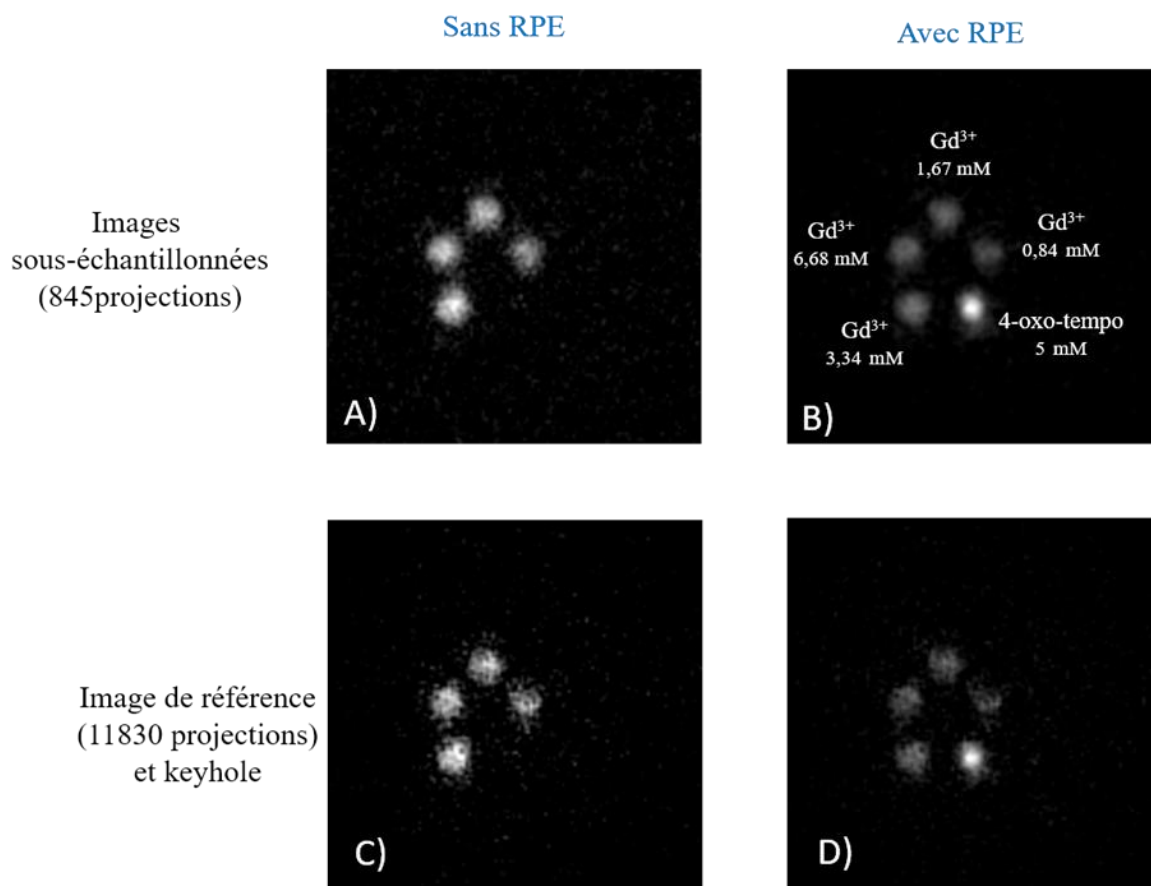 Sans RPE
Avec RPE
Images
sous-échantillonnées
(845projections)
A)
Gd³⁺
1,67 mM
Gd³⁺
6,68 mM
Gd³⁺
0,84 mM
Gd³⁺
3,34 mM
4-oxo-tempo
5 mM
B)
Image de référence
(11830 projections)
et keyhole
C)
D)